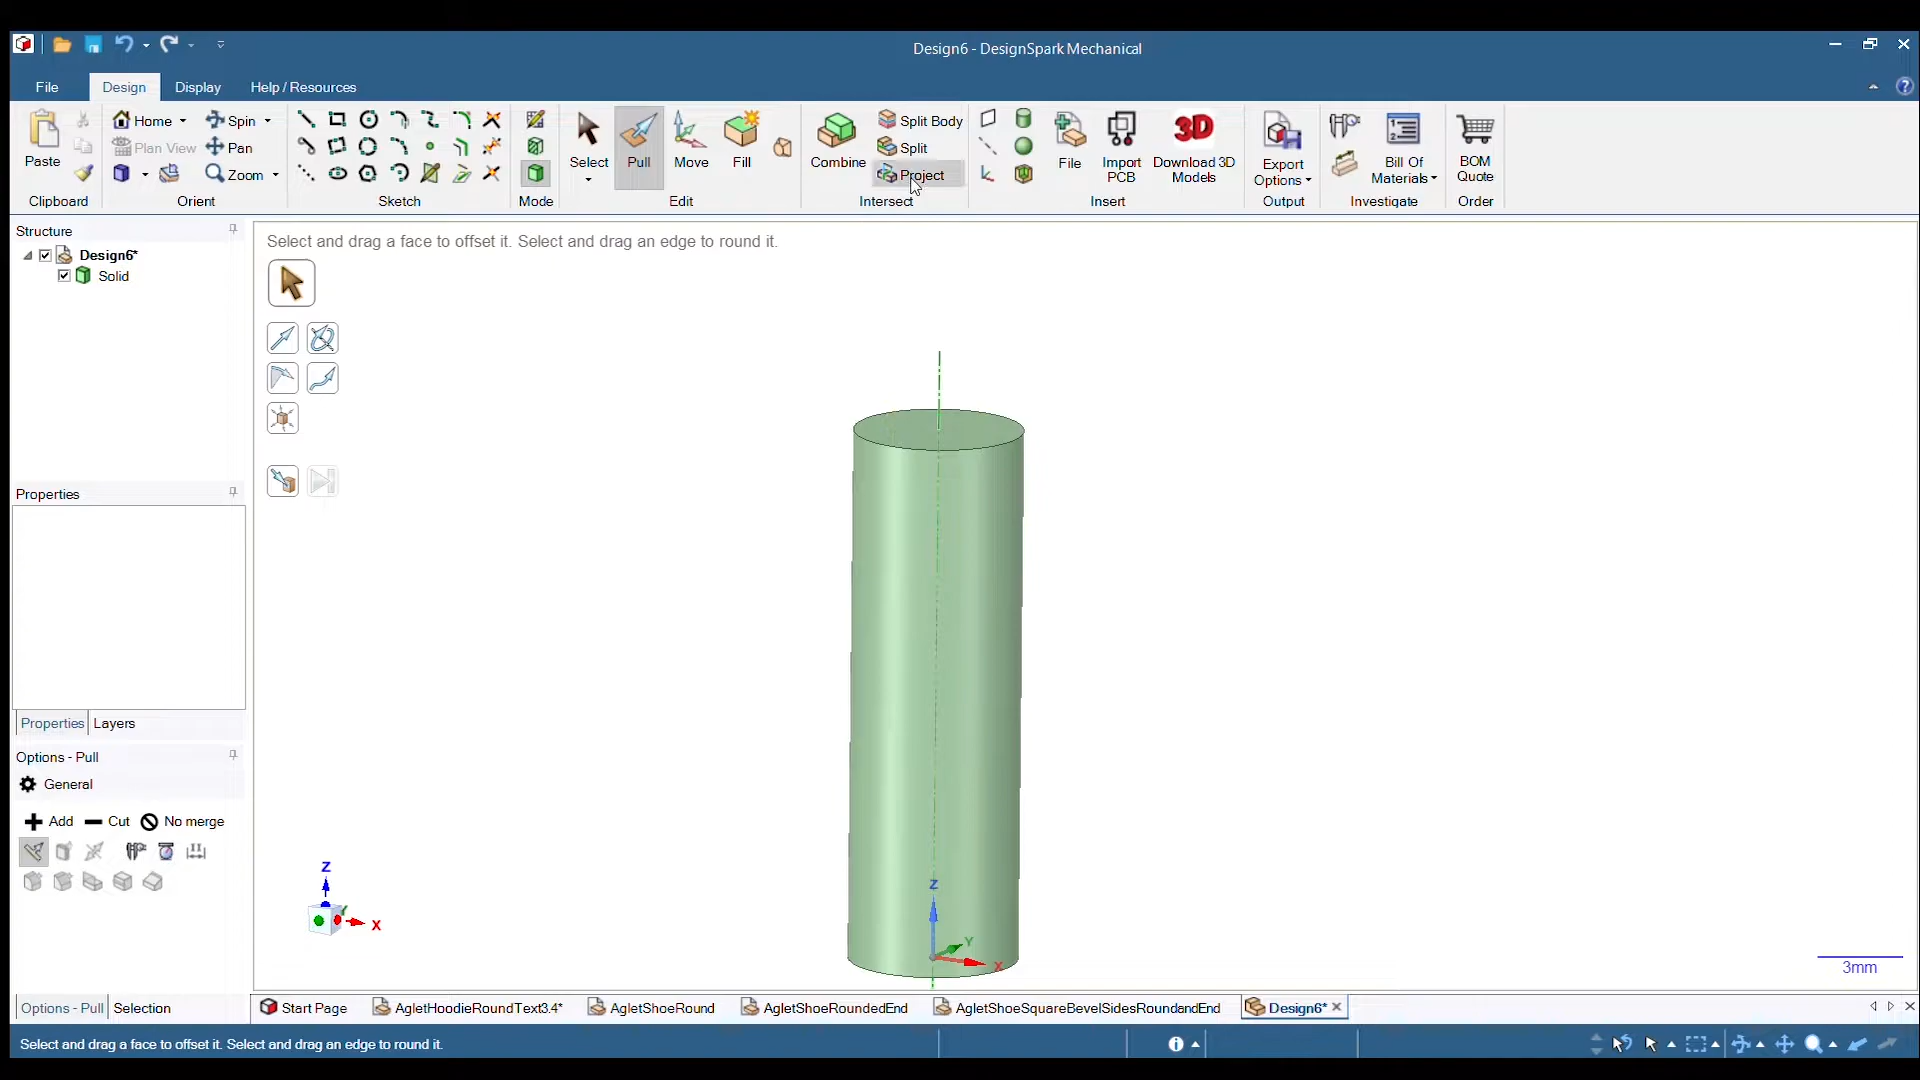 Design6 - DesignSpark Mechanical
File Design Display Help / Resources
Paste
Clipboard
Home Spin
Plan View Pan
Zoom
Orient
Sketch
Mode
Select Pull Move Fill
Edit
Combine
Split Body
Split
Project
Intersect
File
Import PCB
Download 3D Models
3D
Insert
Export Options
Output
Bill Of Materials
Investigate
BOM Quote
Order
Structure
Design6*
Solid
Properties
Properties Layers
Options - Pull
General
Add Cut No merge
Options - Pull Selection
Select and drag a face to offset it. Select and drag an edge to round it.
Z
Y
X
Z
X
3mm
Start Page AgletHoodieRoundText3.4* AgletShoeRound AgletShoeRoundedEnd AgletShoeSquareBevelSidesRoundandEnd Design6*
Select and drag a face to offset it. Select and drag an edge to round it.